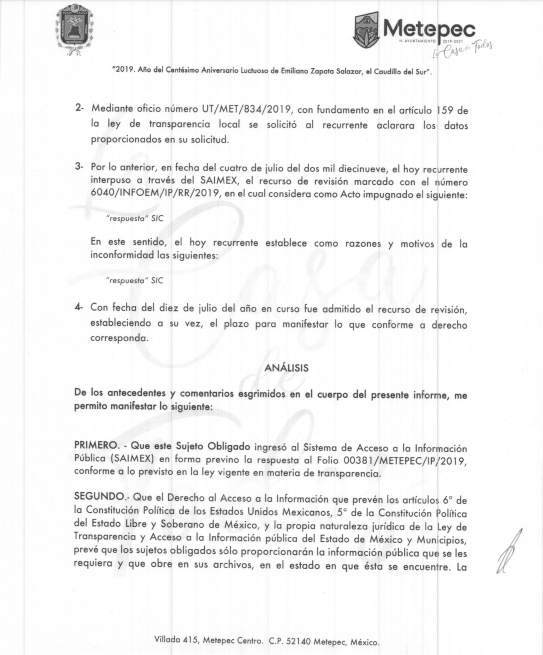 Metepec
H. AYUNTAMIENTO 2019-2021
La Casa de Todos
"2019. Año del Centésimo Aniversario Luctuoso de Emiliano Zapata Salazar, el Caudillo del Sur".
2- Mediante oficio número UT/MET/834/2019, con fundamento en el artículo 159 de
la ley de transparencia local se solicitó al recurrente aclarara los datos
proporcionados en su solicitud.
3- Por lo anterior, en fecha del cuatro de julio del dos mil diecinueve, el hoy recurrente
interpuso a través del SAIMEX, el recurso de revisión marcado con el número
6040/INFOEM/IP/RR/2019, en el cual considera como Acto impugnado el siguiente:
"respuesta" SIC
En este sentido, el hoy recurrente establece como razones y motivos de la
inconformidad las siguientes:
"respuesta" SIC
4- Con fecha del diez de julio del año en curso fue admitido el recurso de revisión,
estableciendo a su vez, el plazo para manifestar lo que conforme a derecho
corresponda.
ANÁLISIS
De los antecedentes y comentarios esgrimidos en el cuerpo del presente informe, me
permito manifestar lo siguiente:
PRIMERO. - Que este Sujeto Obligado ingresó al Sistema de Acceso a la Información
Pública (SAIMEX) en forma previno la respuesta al Folio 00381/METEPEC/IP/2019,
conforme a lo previsto en la ley vigente en materia de transparencia.
SEGUNDO.- Que el Derecho al Acceso a la Información que prevén los artículos 6° de
la Constitución Política de los Estados Unidos Mexicanos, 5° de la Constitución Política
del Estado Libre y Soberano de México, y la propia naturaleza jurídica de la Ley de
Transparencia y Acceso a la Información pública del Estado de México y Municipios,
prevé que los sujetos obligados sólo proporcionarán la información pública que se les
requiera y que obre en sus archivos, en el estado en que ésta se encuentre. La
Villada 415, Metepec Centro. C.P. 52140 Metepec, México.